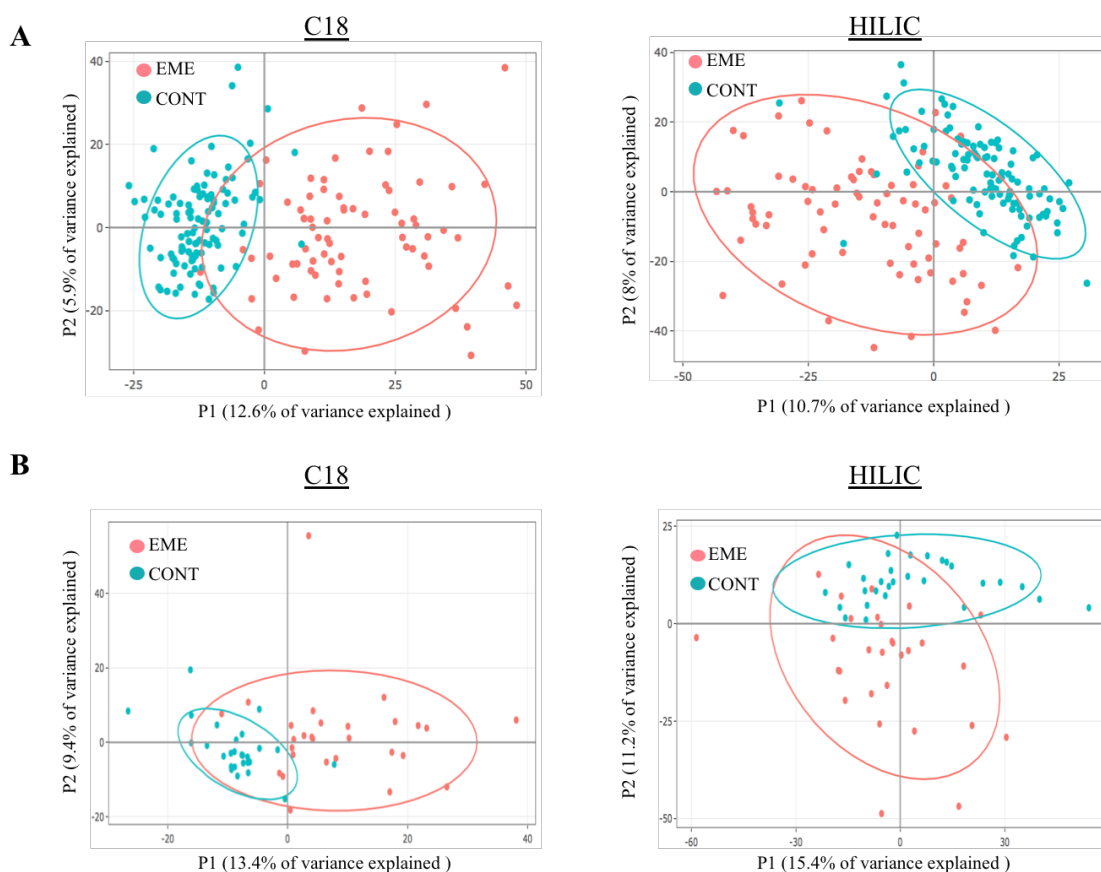 A
C18
HILIC
EME
CONT
40
20
0
-20
-25
0
25
50
P2 (5.9% of variance explained )
P1 (12.6% of variance explained )
EME
CONT
40
20
0
-20
-40
-50
-25
0
25
P2 (8% of variance explained )
P1 (10.7% of variance explained )
B
C18
HILIC
EME
CONT
40
20
0
-20
-20
0
20
40
P2 (9.4% of variance explained )
P1 (13.4% of variance explained )
EME
CONT
25
0
-25
-50
-60
-30
0
30
P2 (11.2% of variance explained )
P1 (15.4% of variance explained )